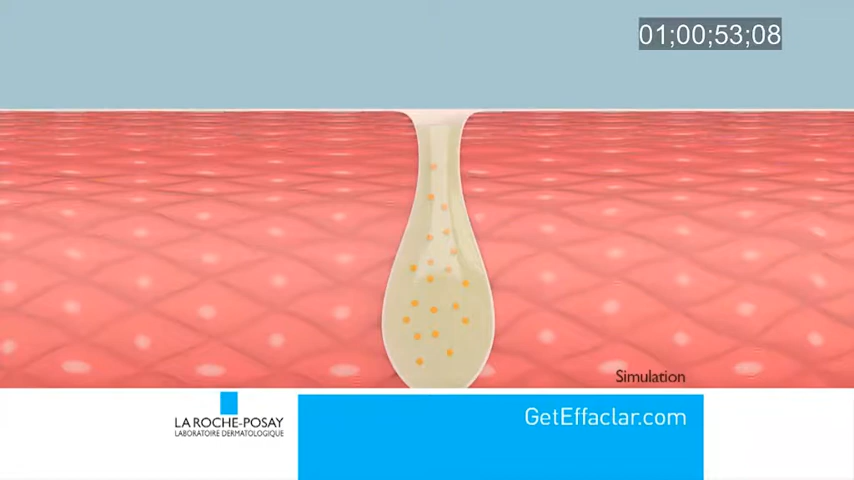 01;00;53;08
Simulation
LA ROCHE-POSAY
LABORATOIRE DERMATOLOGIQUE
GetEffaclar.com